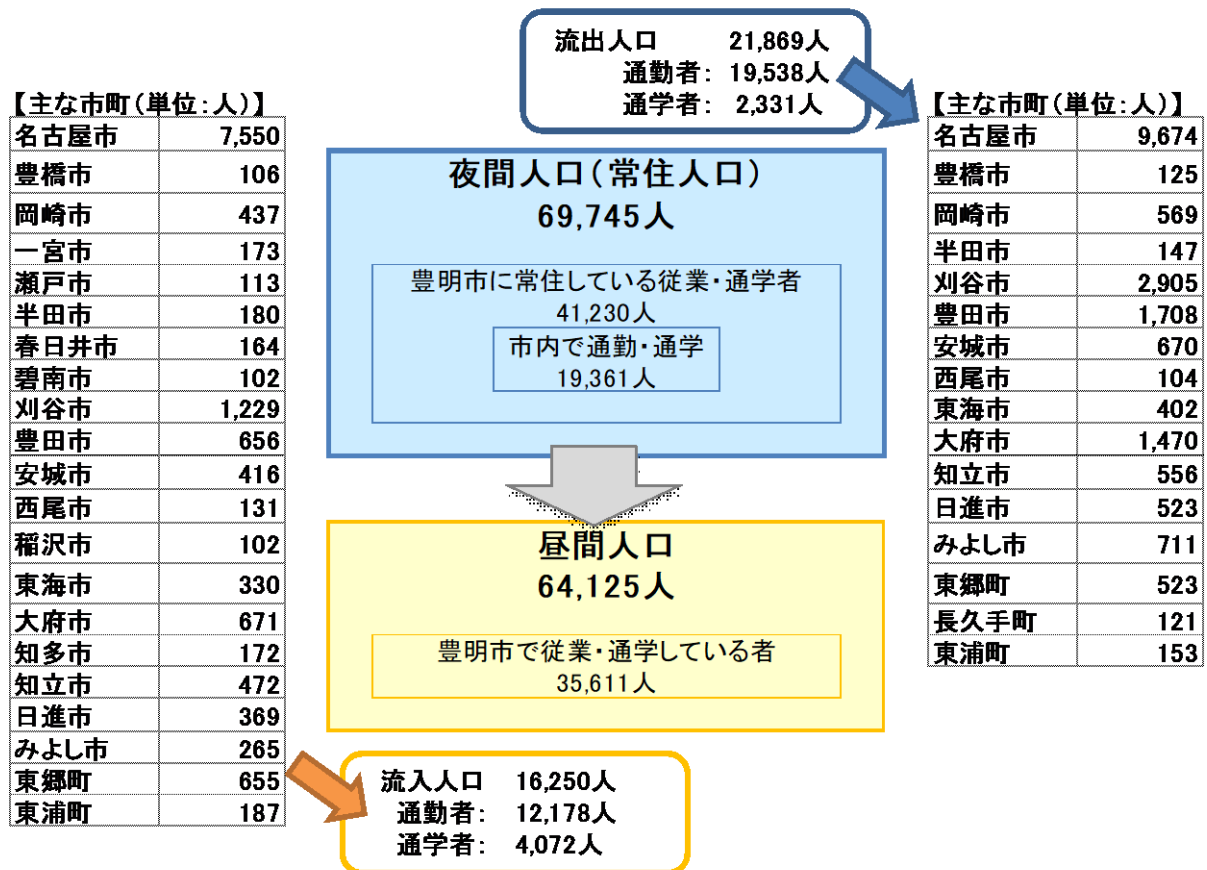 流出人口 21,869人
通勤者: 19,538人
通学者: 2,331人
【主な市町(単位:人)】
名古屋市 7,550
豊橋市 106
岡崎市 437
一宮市 173
瀬戸市 113
半田市 180
春日井市 164
碧南市 102
刈谷市 1,229
豊田市 656
安城市 416
西尾市 131
稲沢市 102
東海市 330
大府市 671
知多市 172
知立市 472
日進市 369
みよし市 265
東郷町 655
東浦町 187
夜間人口(常住人口)
69,745人
豊明市に常住している従業・通学者
41,230人
市内で通勤・通学
19,361人
昼間人口
64,125人
豊明市で従業・通学している者
35,611人
流入人口 16,250人
通勤者: 12,178人
通学者: 4,072人
【主な市町(単位:人)】
名古屋市 9,674
豊橋市 125
岡崎市 569
半田市 147
刈谷市 2,905
豊田市 1,708
安城市 670
西尾市 104
東海市 402
大府市 1,470
知立市 556
日進市 523
みよし市 711
東郷町 523
長久手町 121
東浦町 153